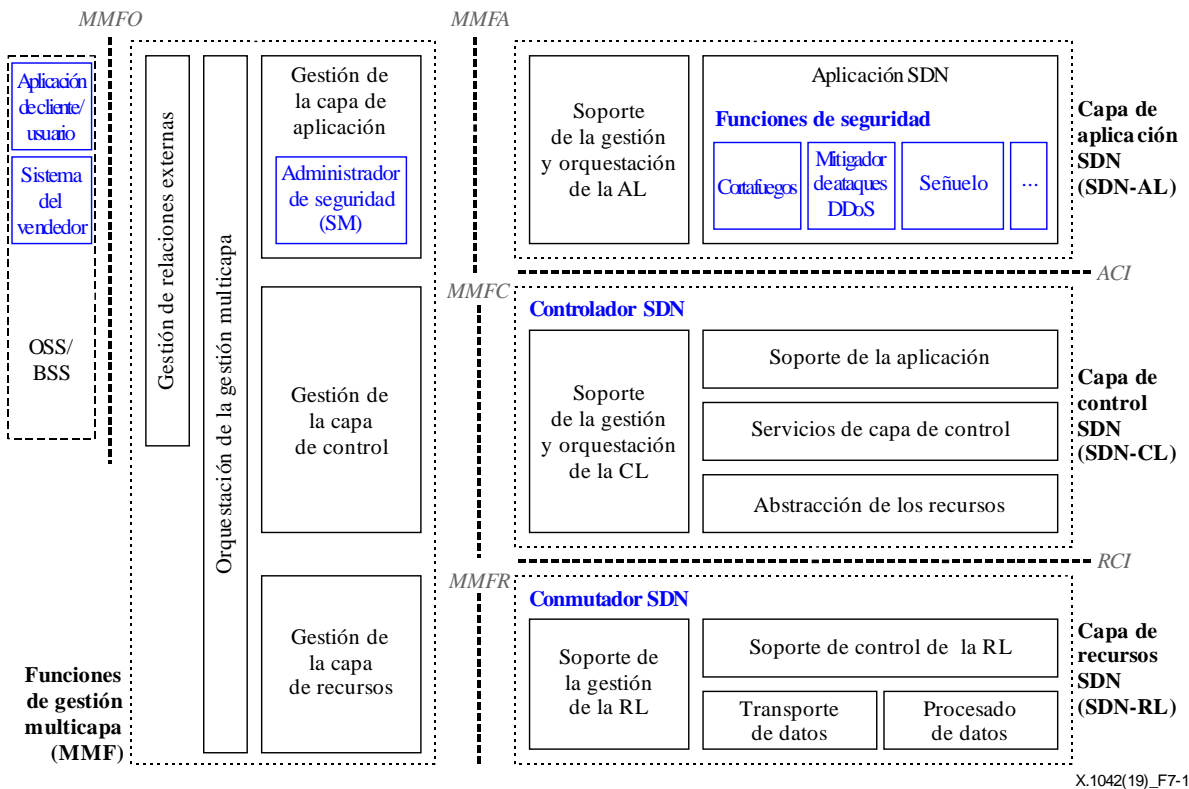 MMFO
MMFA
Aplicación
de cliente/
usuario
Sistema
del
vendedor
OSS/
BSS
Gestión de relaciones externas
Orquestación de la gestión multicapa
Gestión de
la capa de
aplicación
Administrador
de seguridad
(SM)
Gestión de
la capa
de control
Gestión de
la capa
de recursos
Funciones
de gestión
multicapa
(MMF)
Soporte
de la gestión
y orquestación
de la AL
Aplicación SDN
Funciones de seguridad
Cortafuegos
Mitigador
de ataques
DDoS
Señuelo
...
Capa de
aplicación
SDN
(SDN-AL)
ACI
MMFC
Controlador SDN
Soporte
de la gestión
y orquestación
de la CL
Soporte de la aplicación
Servicios de capa de control
Abstracción de los recursos
Capa de
control
SDN
(SDN-CL)
RCI
MMFR
Conmutador SDN
Soporte de
la gestión
de la RL
Soporte de control de la RL
Transporte
de datos
Procesado
de datos
Capa de
recursos
SDN
(SDN-RL)
X.1042(19)_F7-1